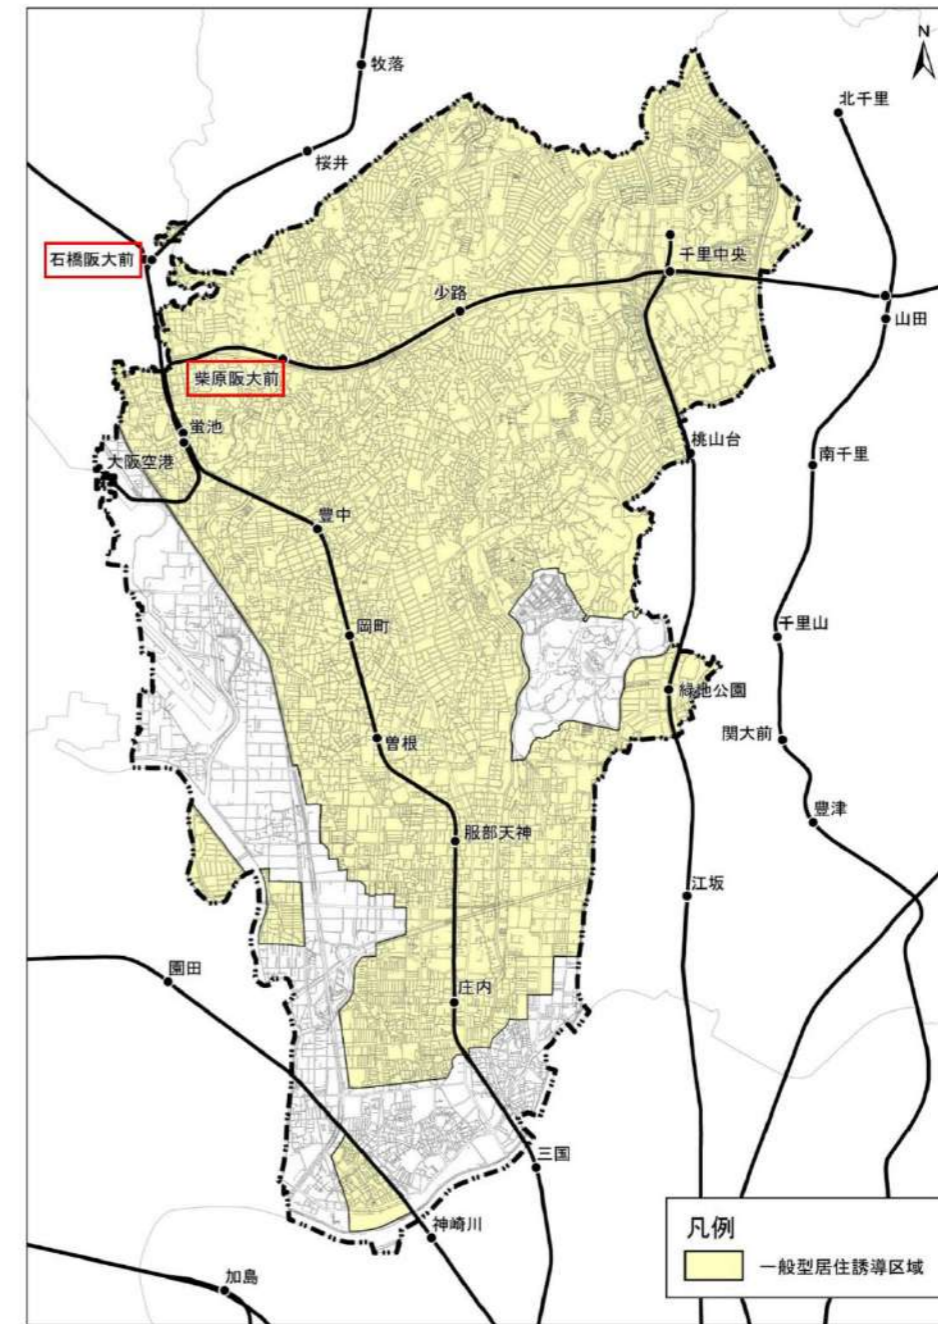 N
牧落
北千里
桜井
石橋阪大前
千里中央
少路
山田
柴原阪大前
蛍池
桃山台
大阪空港
南千里
豊中
岡町
千里山
緑地公園
曽根
関大前
豊津
服部天神
江坂
園田
庄内
三国
凡例
神崎川
一般型居住誘導区域
加島